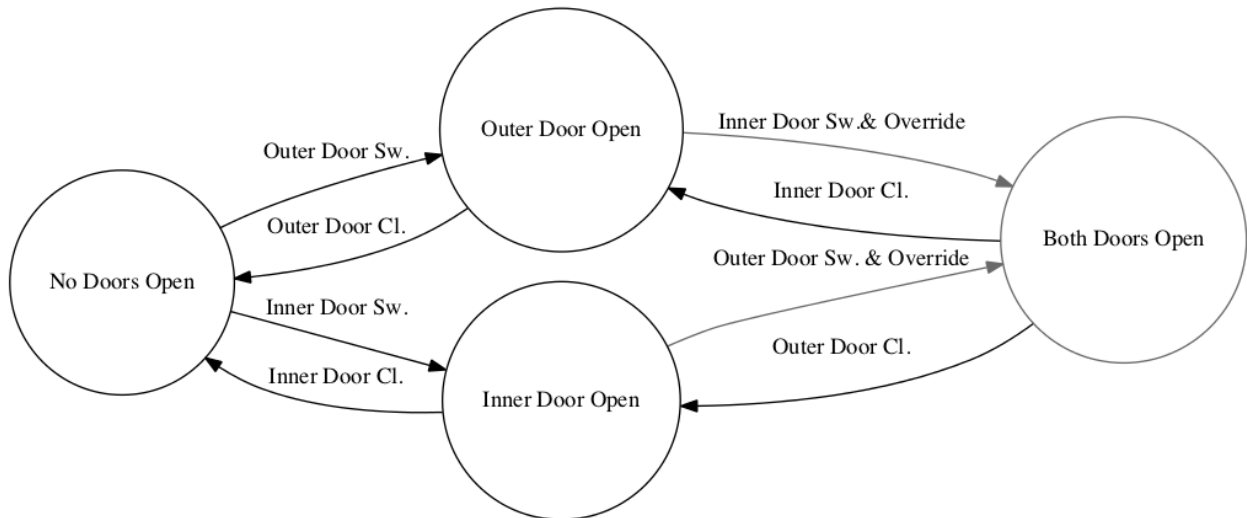 Outer Door Open
Inner Door Sw.& Override
Outer Door Sw.
Inner Door Cl.
Outer Door Cl.
Both Doors Open
Outer Door Sw. & Override
No Doors Open
Inner Door Sw.
Outer Door Cl.
Inner Door Cl.
Inner Door Open